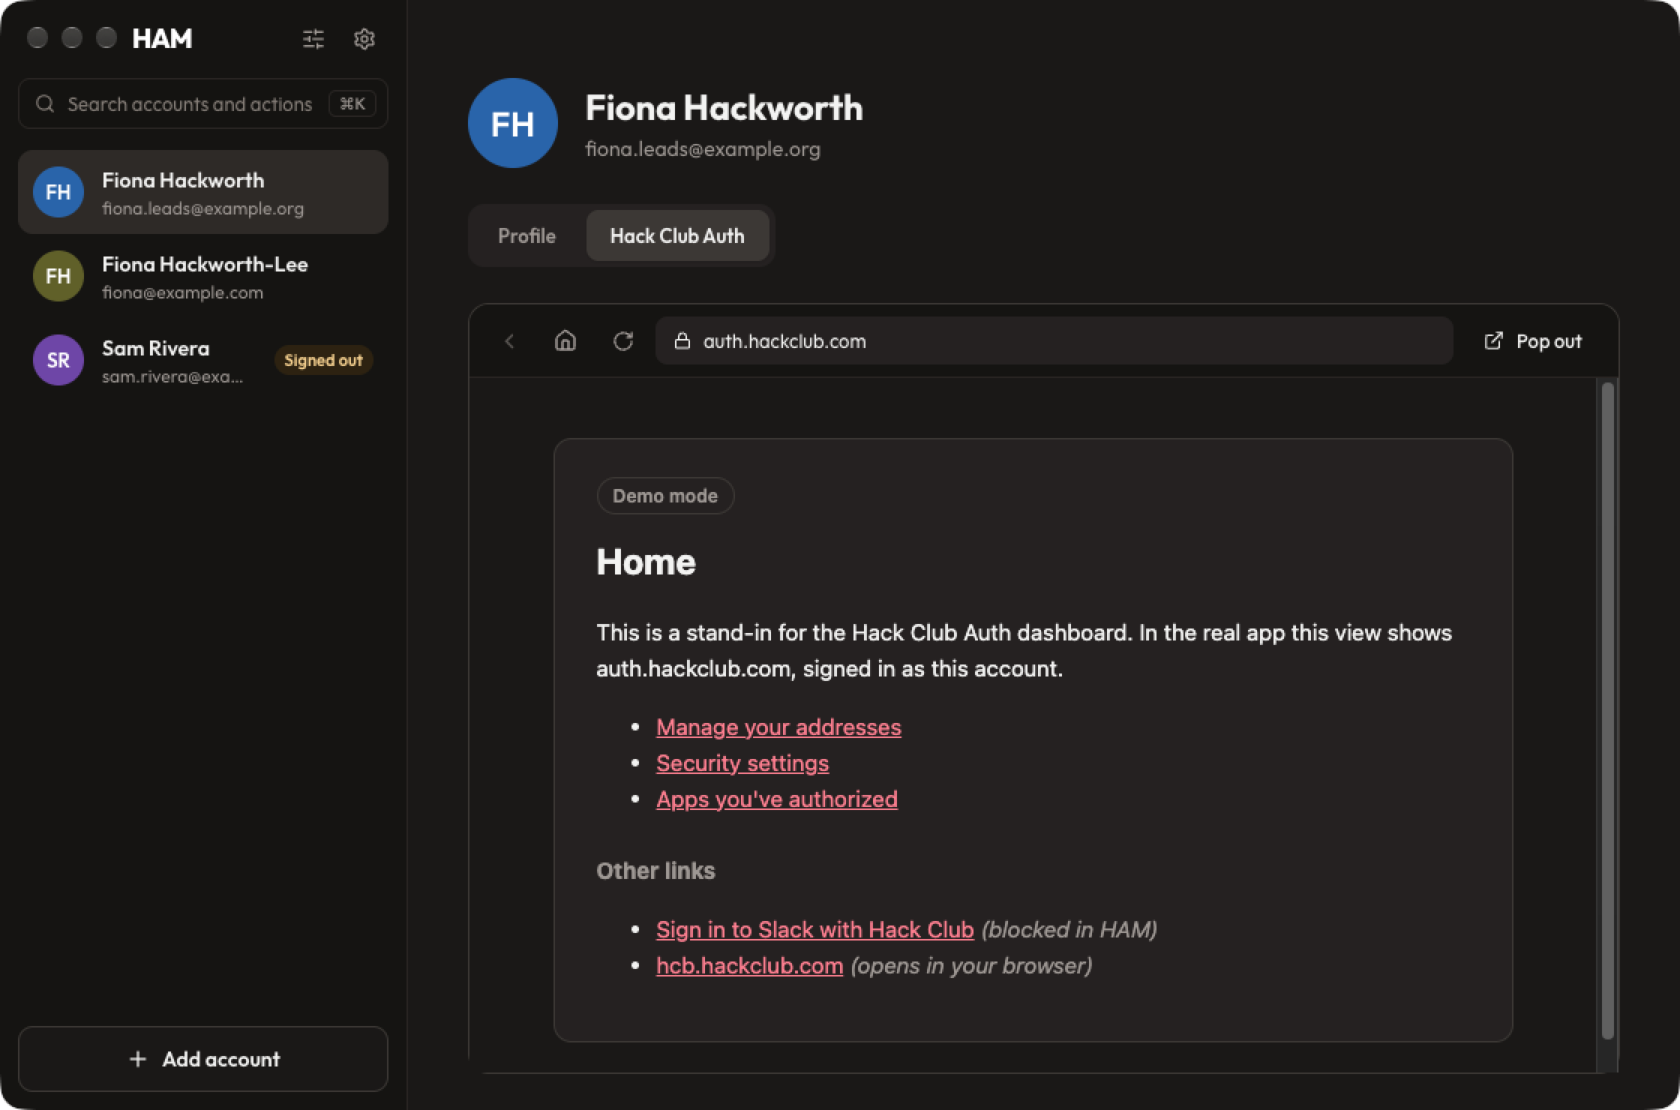 HAM
Search accounts and actions ⌘K
FH
Fiona Hackworth
fiona.leads@example.org
FH
Fiona Hackworth-Lee
fiona@example.com
SR
Sam Rivera
sam.rivera@exa...
Signed out
+ Add account
FH
Fiona Hackworth
fiona.leads@example.org
Profile
Hack Club Auth
auth.hackclub.com
Pop out
Demo mode
Home
This is a stand-in for the Hack Club Auth dashboard. In the real app this view shows
auth.hackclub.com, signed in as this account.
• Manage your addresses
• Security settings
• Apps you've authorized
Other links
• Sign in to Slack with Hack Club (blocked in HAM)
• hcb.hackclub.com (opens in your browser)